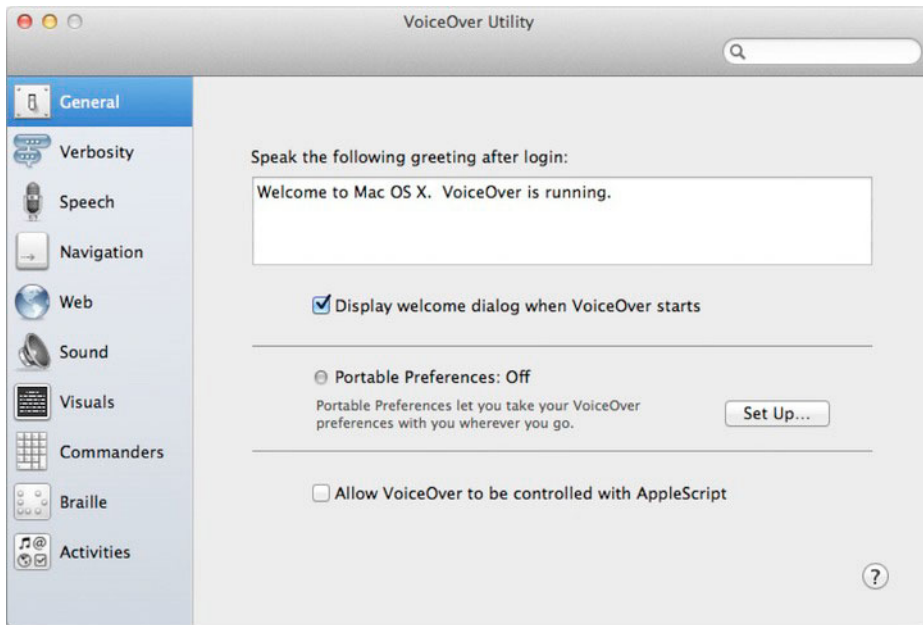 VoiceOver Utility
General
Verbosity
Speech
Navigation
Web
Sound
Visuals
Commanders
Braille
Activities
Speak the following greeting after login:
Welcome to Mac OS X.  VoiceOver is running.
Display welcome dialog when VoiceOver starts
Portable Preferences: Off
Portable Preferences let you take your VoiceOver
preferences with you wherever you go.
Set Up...
Allow VoiceOver to be controlled with AppleScript
?